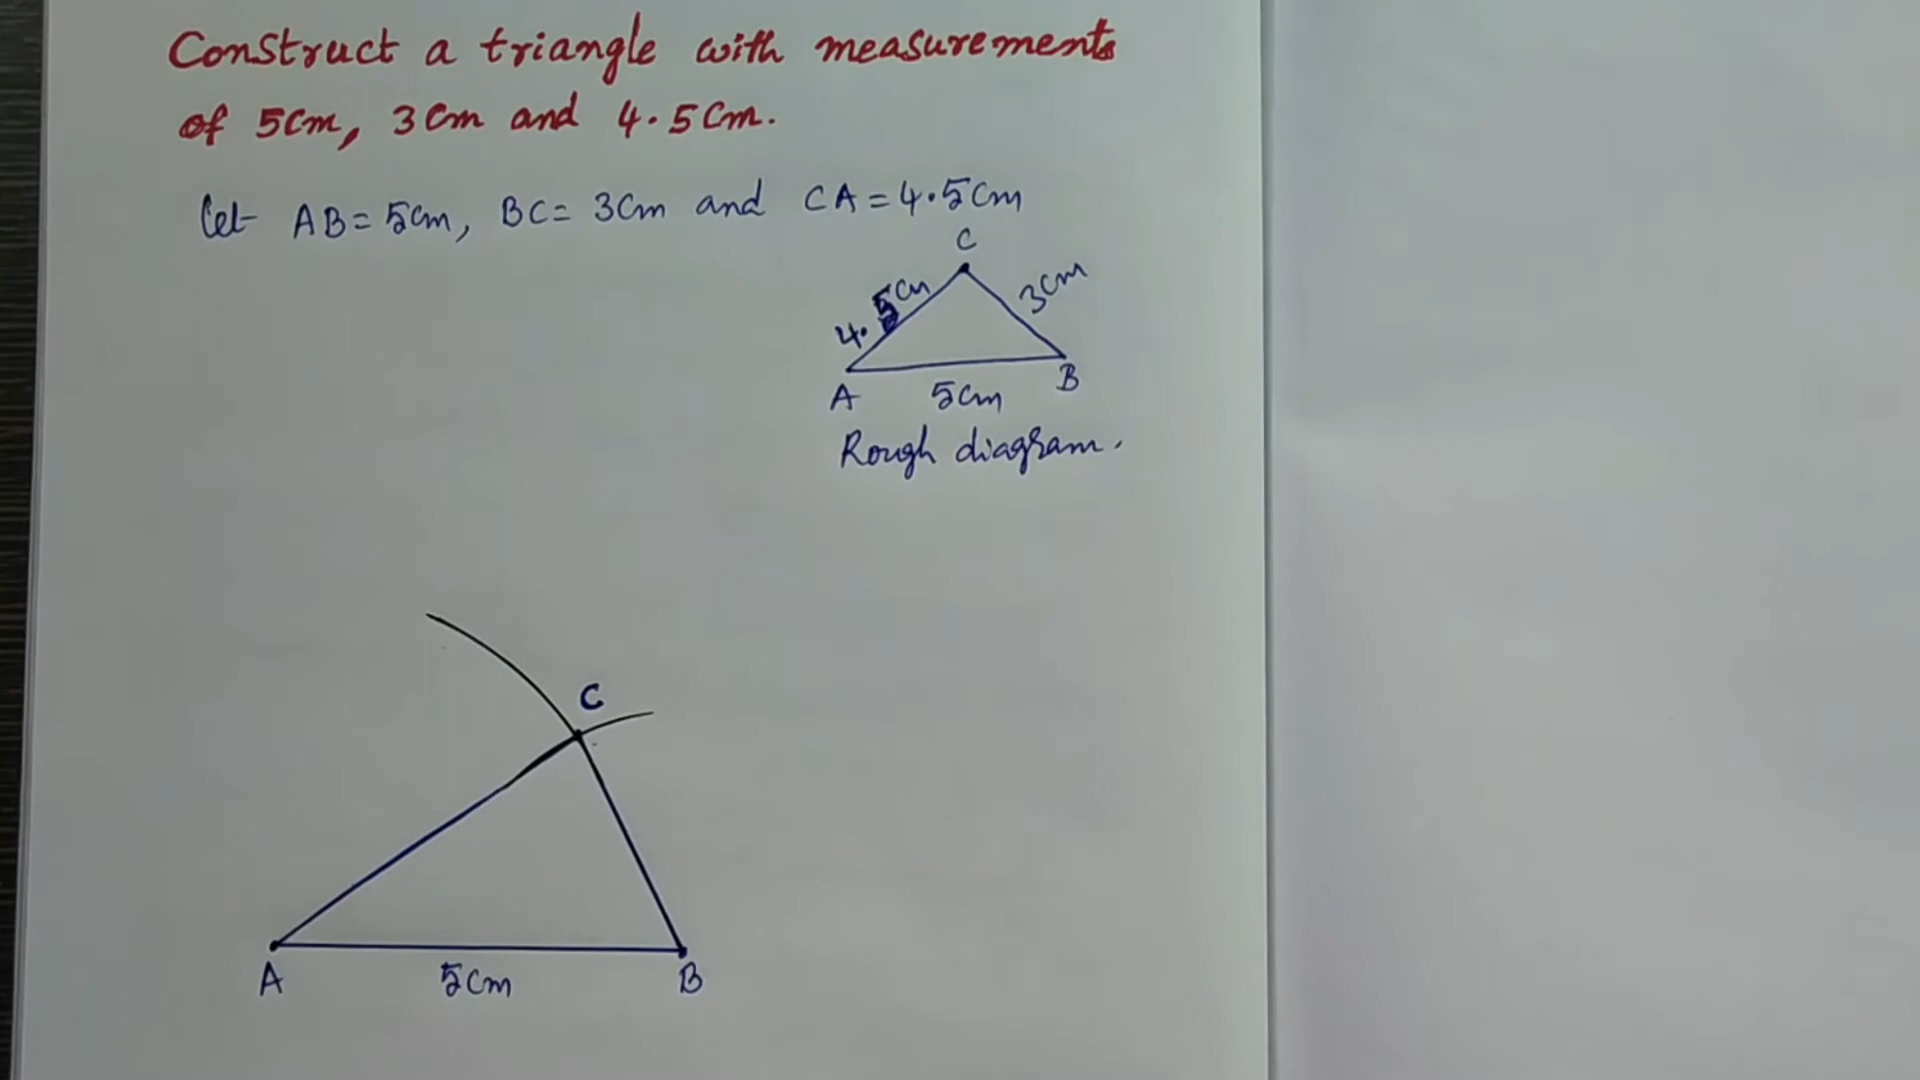 Construct a triangle with measurements
of 5cm, 3cm and 4.5cm.
let AB = 5cm, BC = 3cm and CA = 4.5cm
C
4.5cm
3cm
A
5cm
B
Rough diagram.
C
A
5cm
B